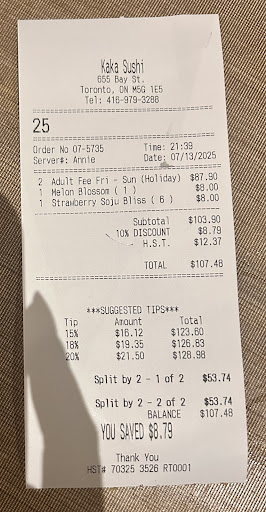 Kaka Sushi
655 Bay St.
Toronto, ON M5G 1E5
Tel: 416-979-3288
25
Order No 07-5735 Time: 21:39
Server#: Annie Date: 07/13/2025
2 Adult Fee Fri - Sun (Holiday) $87.90
1 Melon Blossom ( 1 ) $8.00
1 Strawberry Soju Bliss ( 6 ) $8.00
Subtotal $103.90
10% DISCOUNT $8.79
H.S.T. $12.37
TOTAL $107.48
***SUGGESTED TIPS***
Tip Amount Total
15% $16.12 $123.60
18% $19.35 $126.83
20% $21.50 $128.98
Split by 2 - 1 of 2 $53.74
Split by 2 - 2 of 2 $53.74
BALANCE $107.48
YOU SAVED $8.79
Thank You
HST# 70325 3526 RT0001